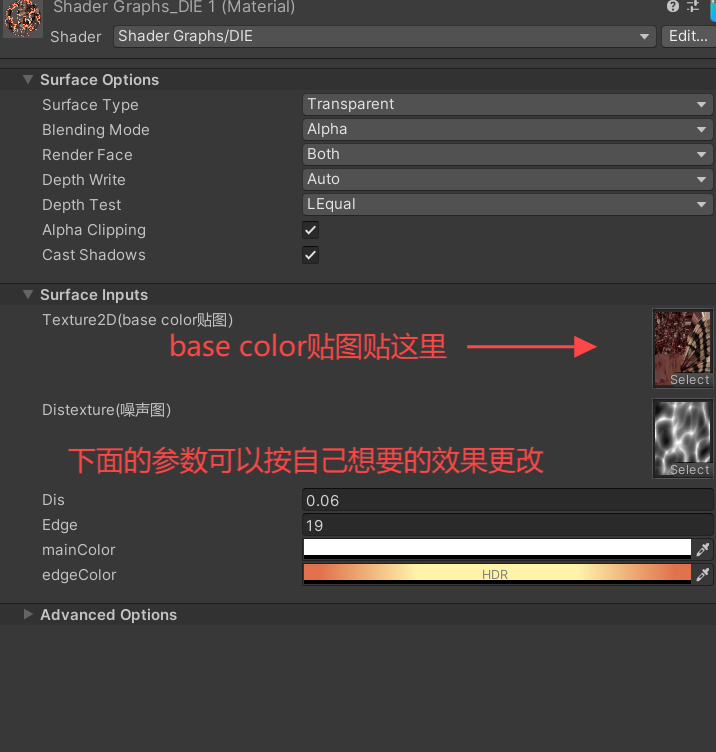 Shader Graphs_DIE 1 (Material)
Shader Shader Graphs/DIE Edit...
Surface Options
Surface Type Transparent
Blending Mode Alpha
Render Face Both
Depth Write Auto
Depth Test LEqual
Alpha Clipping
Cast Shadows
Surface Inputs
Texture2D(base color贴图)
base color贴图贴这里
Select
Distexture(噪声图)
下面的参数可以按自己想要的效果更改
Select
Dis 0.06
Edge 19
mainColor
edgeColor HDR
Advanced Options